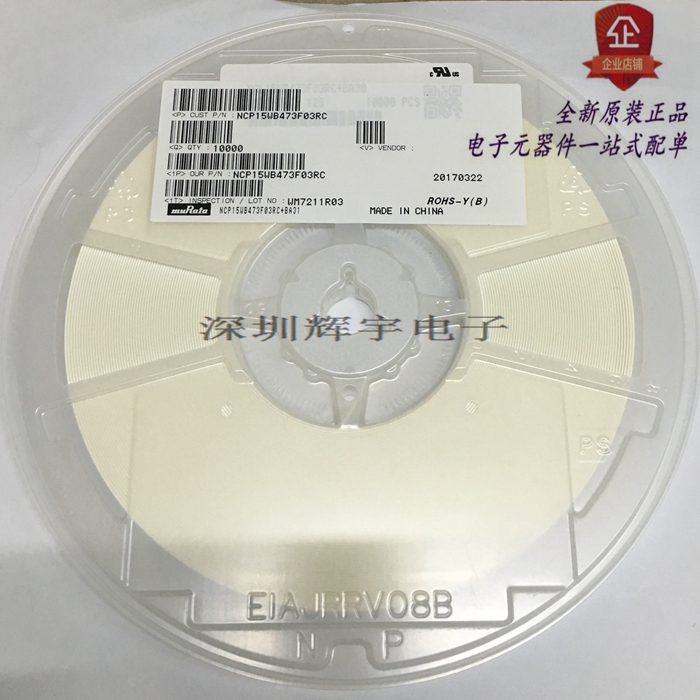 企
企业店铺
全新原装正品
电子元器件一站式配单
10000 PCS
<P> CUST P/N : NCP15WB473F03RC
<Q> QTY : 10000
<V> VENDOR :
<1P> OUR P/N : NCP15WB473F03RC
20170322
<1T> INSPECTION / LOT NO : WM7211R03
ROHS-Y(B)
muRata NCP15WB473F03RC+BA31
MADE IN CHINA
PS
深圳辉宇电子
PS
EIAJRRV08B
N P